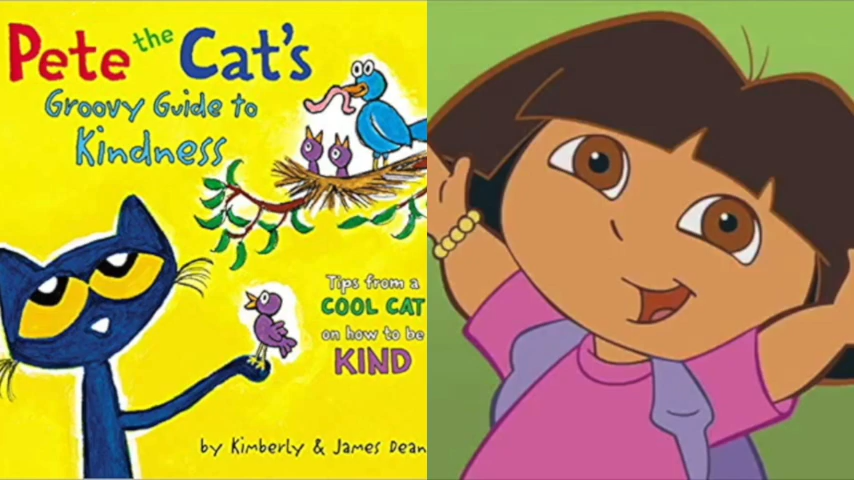 Pete the Cat's
Groovy Guide to
Kindness
Tips from a
COOL CAT
on how to be
KIND
by Kimberly & James Dean